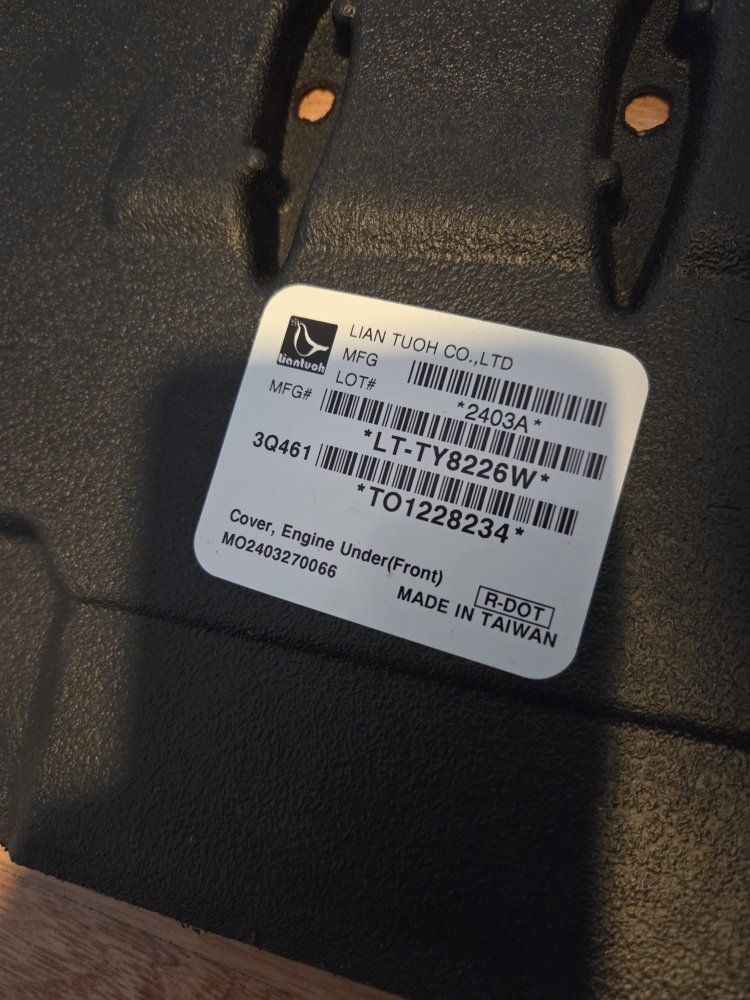 Liantuoh
LIAN TUOH CO.,LTD
MFG
LOT#
*2403A*
MFG#
*LT-TY8226W*
3Q461
*TO1228234*
Cover, Engine Under(Front)
MO2403270066
R-DOT
MADE IN TAIWAN